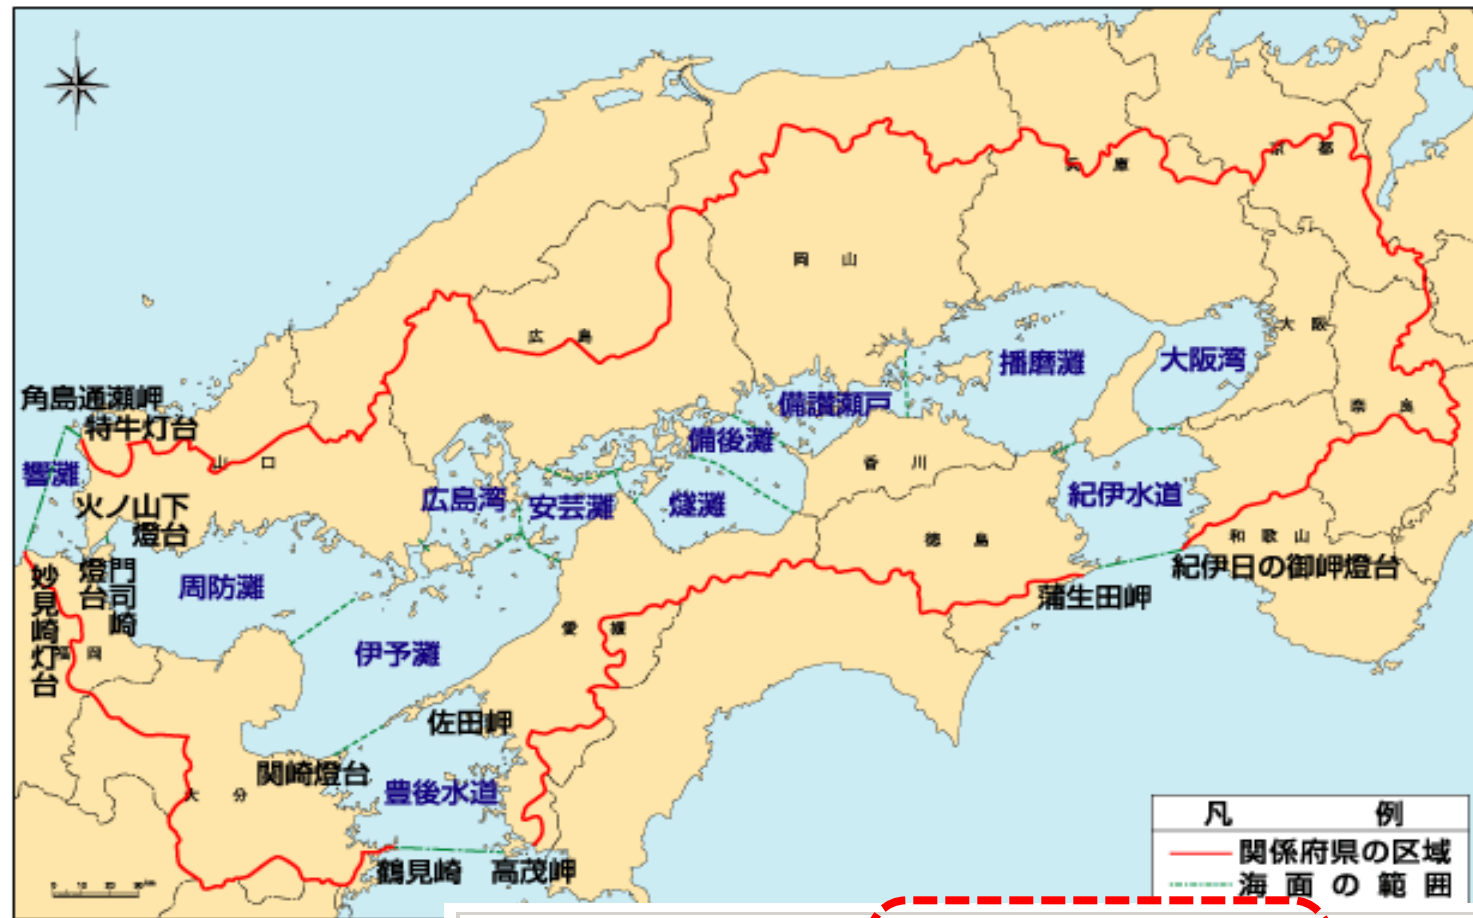 兵 庫
京 都
岡 山
広 島
大 阪
播磨灘
大阪湾
角島通瀬岬
特牛灯台
備讃瀬戸
奈 良
備後灘
山 口
香 川
響灘
火ノ山下
燈台
広島湾
安芸灘
燧灘
紀伊水道
徳 島
和 歌 山
紀伊日の御岬燈台
門司崎
燈台
妙見崎灯台
周防灘
蒲生田岬
福 岡
愛 媛
伊予灘
佐田岬
関崎燈台
大 分
豊後水道
鶴見崎
高茂岬
凡 例
関係府県の区域
海 面 の 範 囲